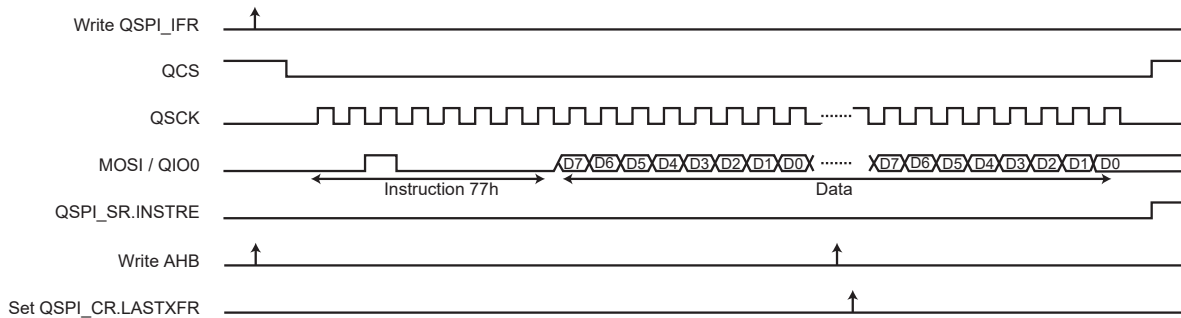 Write QSPI_IFR
QCS
QSCK
MOSI / QIO0
D7 D6 D5 D4 D3 D2 D1 D0 D7 D6 D5 D4 D3 D2 D1 D0
Instruction 77h Data
QSPI_SR.INSTRE
Write AHB
Set QSPI_CR.LASTXFR